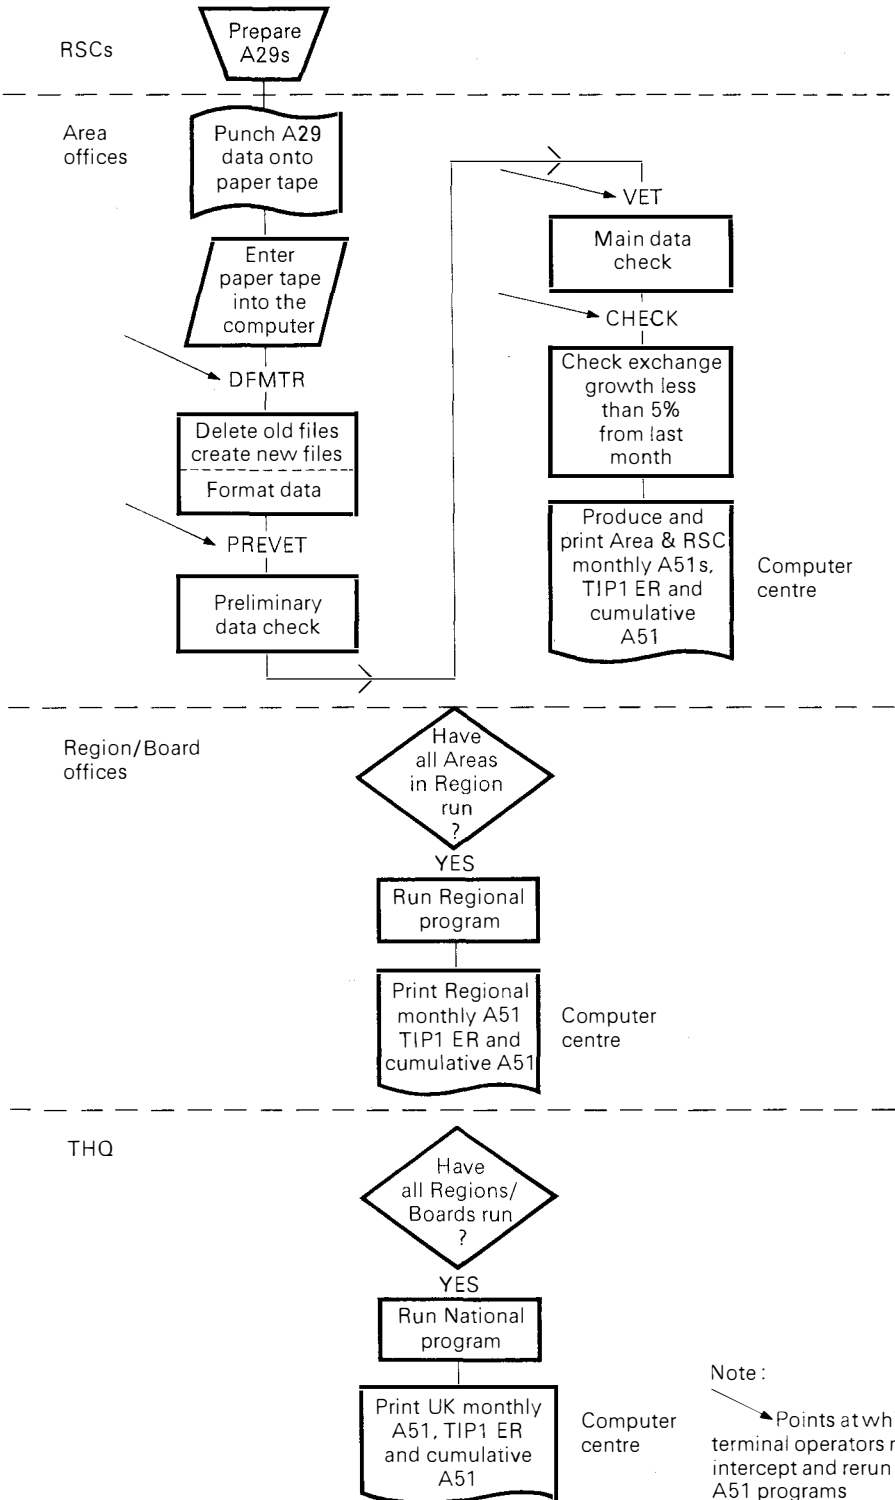 RSCs
Prepare
A29s
Area
offices
Punch A29
data onto
paper tape
Enter
paper tape
into the
computer
DFMTR
Delete old files
create new files
Format data
PREVET
Preliminary
data check
VET
Main data
check
CHECK
Check exchange
growth less
than 5%
from last
month
Produce and
print Area & RSC
monthly A51s,
TIP1 ER and
cumulative
A51
Computer
centre
Region/Board
offices
Have
all Areas
in Region
run
?
YES
Run Regional
program
Print Regional
monthly A51
TIP1 ER and
cumulative A51
Computer
centre
THQ
Have
all Regions/
Boards run
?
YES
Run National
program
Print UK monthly
A51, TIP1 ER
and cumulative
A51
Computer
centre
Note:
Points at
terminal operators
intercept and rerun
A51 programs